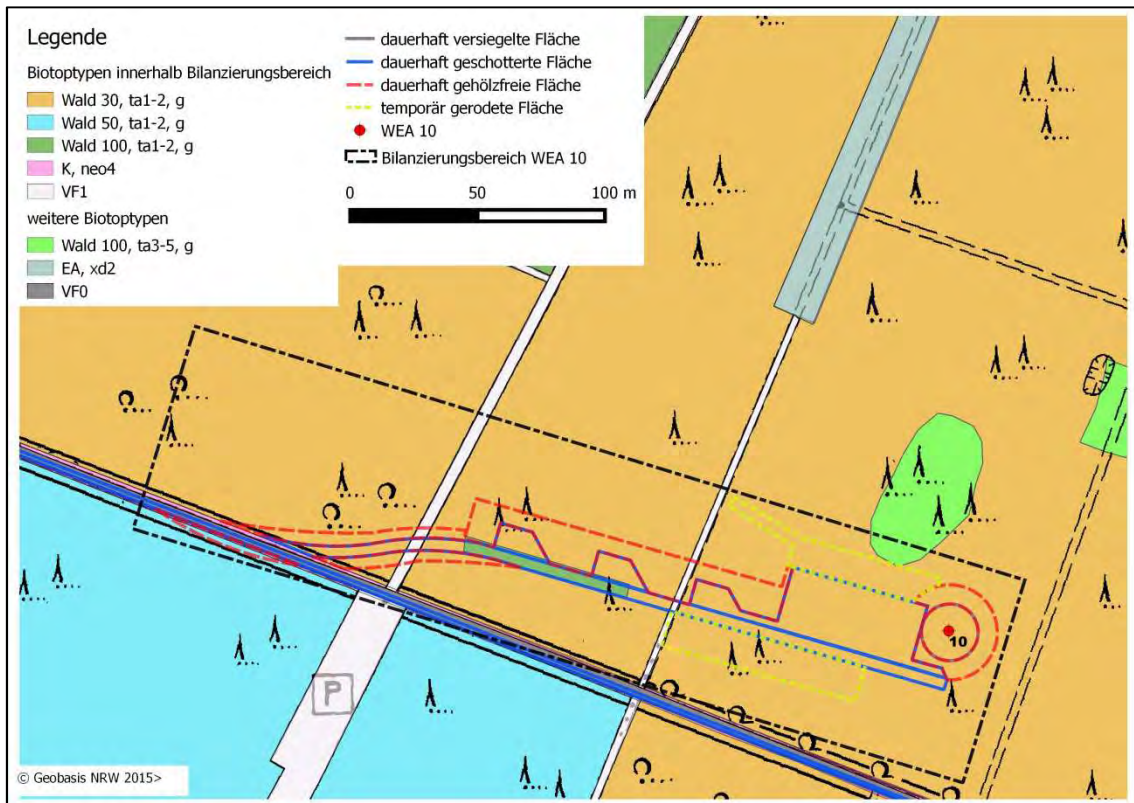 Legende
Biotoptypen innerhalb Bilanzierungsbereich
Wald 30, ta1-2, g
Wald 50, ta1-2, g
Wald 100, ta1-2, g
K, neo4
VF1
weitere Biotoptypen
Wald 100, ta3-5, g
EA, xd2
VF0
dauerhaft versiegelte Fläche
dauerhaft geschotterte Fläche
dauerhaft gehölzfreie Fläche
temporär gerodete Fläche
WEA 10
Bilanzierungsbereich WEA 10
0 50 100 m
10
P
© Geobasis NRW 2015>